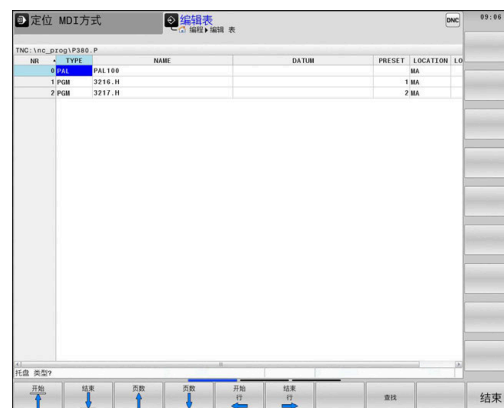 定位 MDI方式
编辑表
编程 编辑 表
DNC
09:06
TNC:\nc_prog\P380.P
NR TYPE NAME DATUM PRESET LOCATION LO
0 PAL PAL100 MA
1 PGM 3216.H 1 MA
2 PGM 3217.H 2 MA
托盘 类型?
开始 结束 页数 页数 开始 行 结束 行 查找 结束